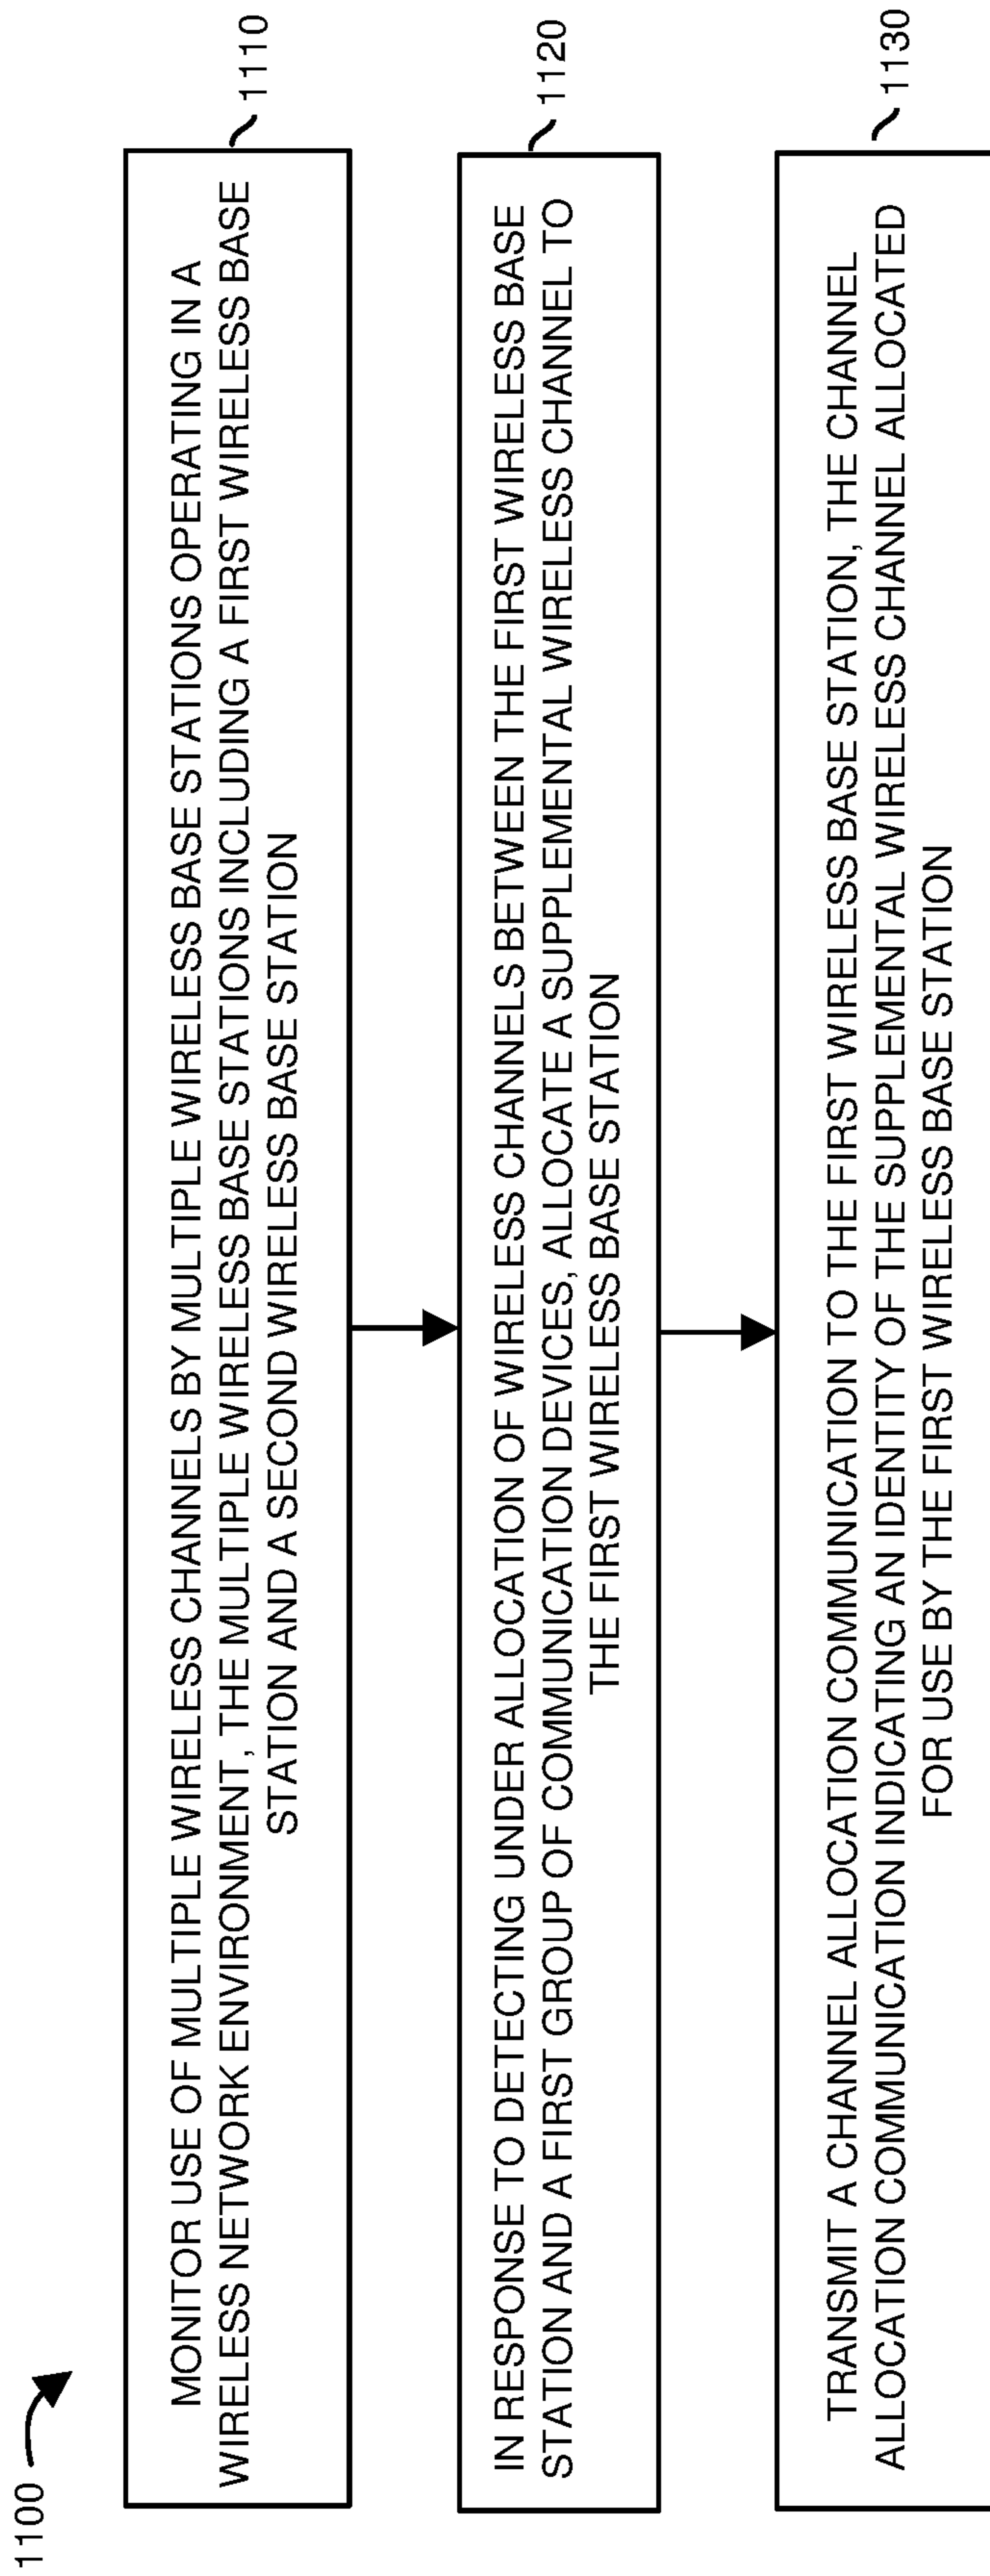 1100
MONITOR USE OF MULTIPLE WIRELESS CHANNELS BY MULTIPLE WIRELESS BASE STATIONS OPERATING IN A
WIRELESS NETWORK ENVIRONMENT, THE MULTIPLE WIRELESS BASE STATIONS INCLUDING A FIRST WIRELESS BASE
STATION AND A SECOND WIRELESS BASE STATION
1110
IN RESPONSE TO DETECTING UNDER ALLOCATION OF WIRELESS CHANNELS BETWEEN THE FIRST WIRELESS BASE
STATION AND A FIRST GROUP OF COMMUNICATION DEVICES, ALLOCATE A SUPPLEMENTAL WIRELESS CHANNEL TO
THE FIRST WIRELESS BASE STATION
1120
TRANSMIT A CHANNEL ALLOCATION COMMUNICATION TO THE FIRST WIRELESS BASE STATION, THE CHANNEL
ALLOCATION COMMUNICATION INDICATING AN IDENTITY OF THE SUPPLEMENTAL WIRELESS CHANNEL ALLOCATED
FOR USE BY THE FIRST WIRELESS BASE STATION
1130